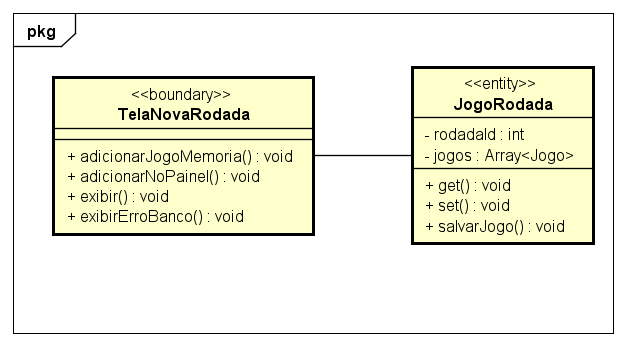 pkg
<<boundary>>
TelaNovaRodada
+ adicionarJogoMemoria() : void
+ adicionarNoPainel() : void
+ exibir() : void
+ exibirErroBanco() : void
<<entity>>
JogoRodada
- rodadaId : int
- jogos : Array<Jogo>
+ get() : void
+ set() : void
+ salvarJogo() : void